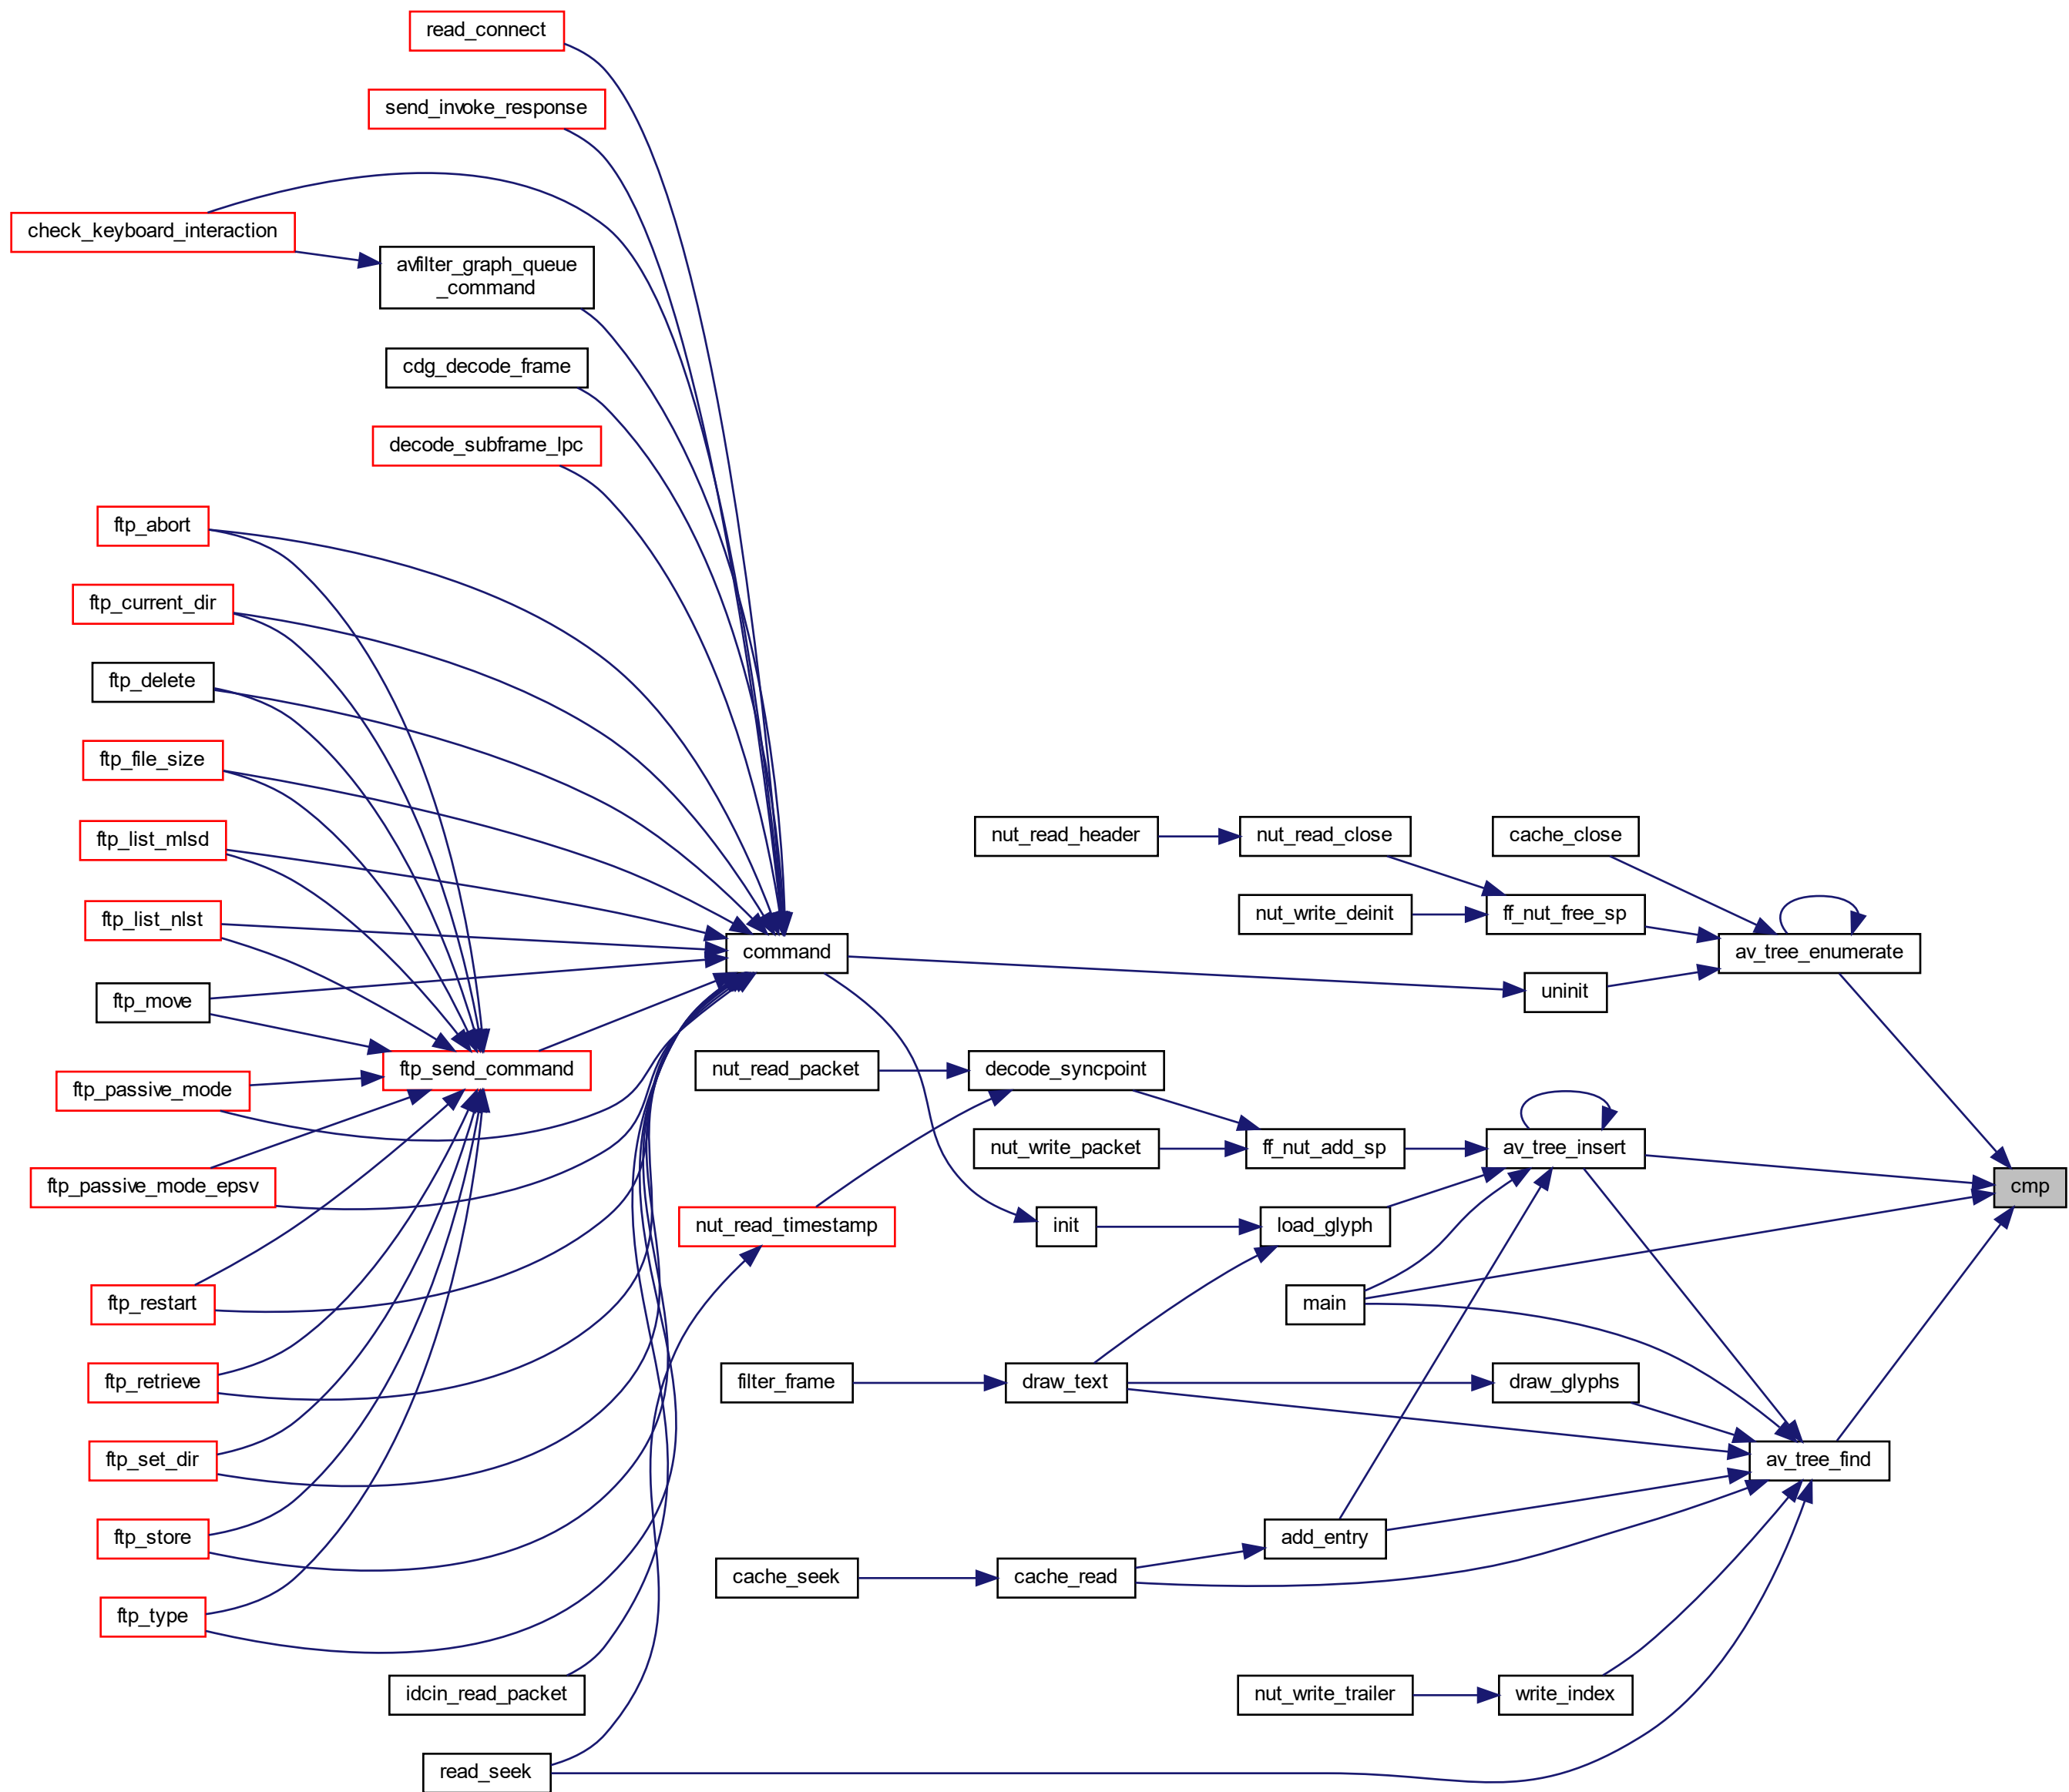 read_connect
send_invoke_response
check_keyboard_interaction
avfilter_graph_queue
_command
cdg_decode_frame
decode_subframe_lpc
ftp_abort
ftp_current_dir
ftp_delete
ftp_file_size
ftp_list_mlsd
ftp_list_nlst
ftp_move
ftp_send_command
ftp_passive_mode
ftp_passive_mode_epsv
ftp_restart
ftp_retrieve
ftp_set_dir
ftp_store
ftp_type
idcin_read_packet
read_seek
command
nut_read_packet
nut_read_timestamp
filter_frame
cache_seek
nut_read_header
decode_syncpoint
nut_write_packet
init
draw_text
cache_read
nut_read_close
nut_write_deinit
ff_nut_add_sp
load_glyph
main
add_entry
nut_write_trailer
cache_close
ff_nut_free_sp
uninit
av_tree_insert
draw_glyphs
write_index
av_tree_enumerate
av_tree_find
cmp